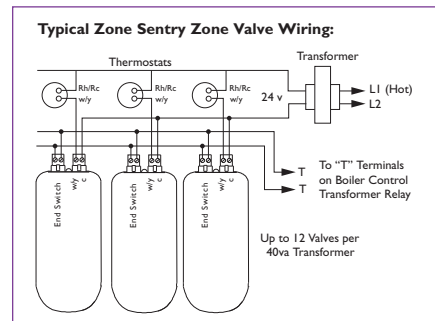 Typical Zone Sentry Zone Valve Wiring:
Transformer
Thermostats
Rh/Rc
w/y
Rh/Rc
w/y
Rh/Rc
w/y
24 v
L1 (Hot)
L2
T
T
To “T” Terminals
on Boiler Control
Transformer Relay
End Switch
w/y
c
End Switch
w/y
c
End Switch
w/y
c
Up to 12 Valves per
40va Transformer